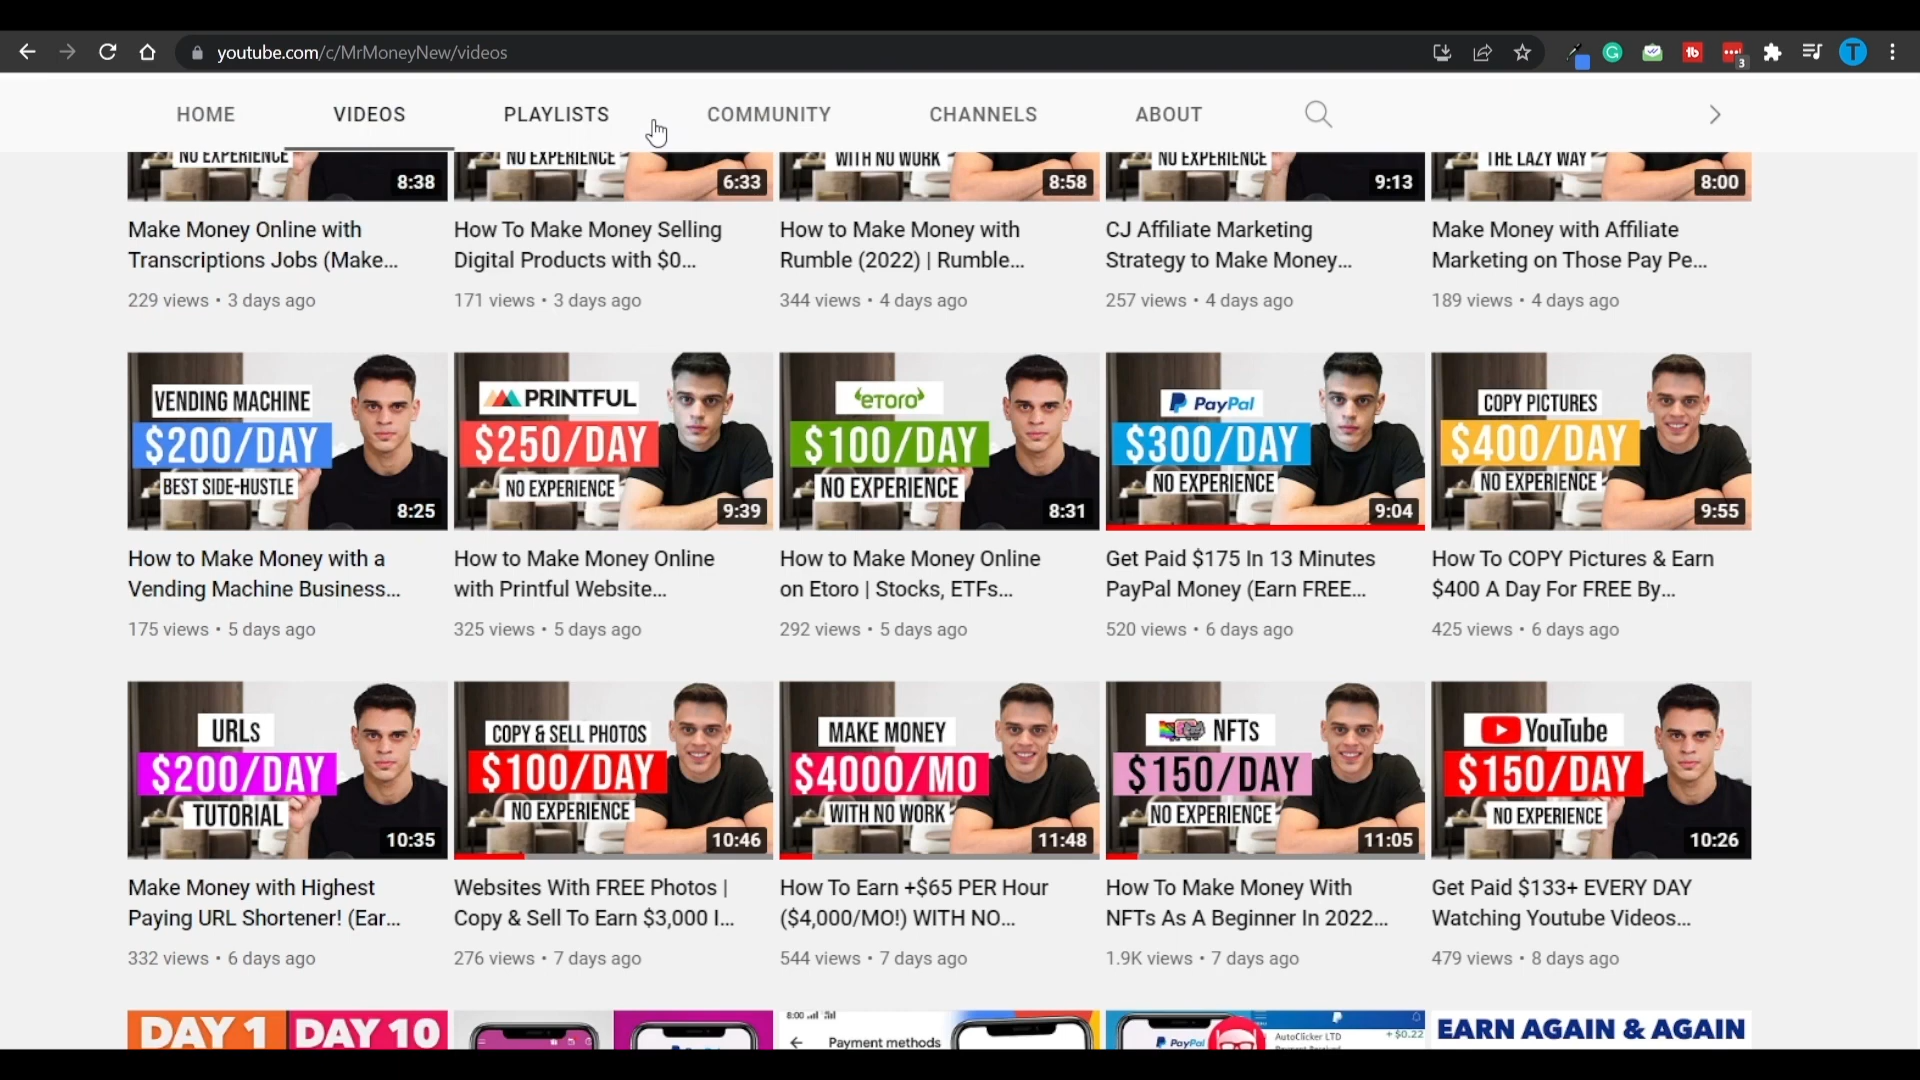 youtube.com/c/MrMoneyNew/videos
3
T
HOME
VIDEOS
PLAYLISTS
COMMUNITY
CHANNELS
ABOUT
NO EXPERIENCE
8:38
NO EXPERIENCE
6:33
WITH NO WORK
8:58
NO EXPERIENCE
9:13
THE LAZY WAY
8:00
Make Money Online with
Transcriptions Jobs (Make...
229 views • 3 days ago
How To Make Money Selling
Digital Products with $0...
171 views • 3 days ago
How to Make Money with
Rumble (2022) | Rumble...
344 views • 4 days ago
CJ Affiliate Marketing
Strategy to Make Money...
257 views • 4 days ago
Make Money with Affiliate
Marketing on Those Pay Pe...
189 views • 4 days ago
VENDING MACHINE
$200/DAY
BEST SIDE-HUSTLE
8:25
PRINTFUL
$250/DAY
NO EXPERIENCE
9:39
eToro
$100/DAY
NO EXPERIENCE
8:31
PayPal
$300/DAY
NO EXPERIENCE
9:04
COPY PICTURES
$400/DAY
NO EXPERIENCE
9:55
How to Make Money with a
Vending Machine Business...
175 views • 5 days ago
How to Make Money Online
with Printful Website...
325 views • 5 days ago
How to Make Money Online
on Etoro | Stocks, ETFs...
292 views • 5 days ago
Get Paid $175 In 13 Minutes
PayPal Money (Earn FREE...
520 views • 6 days ago
How To COPY Pictures & Earn
$400 A Day For FREE By...
425 views • 6 days ago
URLs
$200/DAY
TUTORIAL
10:35
COPY & SELL PHOTOS
$100/DAY
NO EXPERIENCE
10:46
MAKE MONEY
$4000/MO
WITH NO WORK
11:48
NFTs
$150/DAY
NO EXPERIENCE
11:05
YouTube
$150/DAY
NO EXPERIENCE
10:26
Make Money with Highest
Paying URL Shortener! (Ear...
332 views • 6 days ago
Websites With FREE Photos |
Copy & Sell To Earn $3,000 I...
276 views • 7 days ago
How To Earn +$65 PER Hour
($4,000/MO!) WITH NO...
544 views • 7 days ago
How To Make Money With
NFTs As A Beginner In 2022...
1.9K views • 7 days ago
Get Paid $133+ EVERY DAY
Watching Youtube Videos...
479 views • 8 days ago
DAY 1
DAY 10
8:00
Payment methods
PayPal
AutoClicker LTD
+$0.22
EARN AGAIN & AGAIN